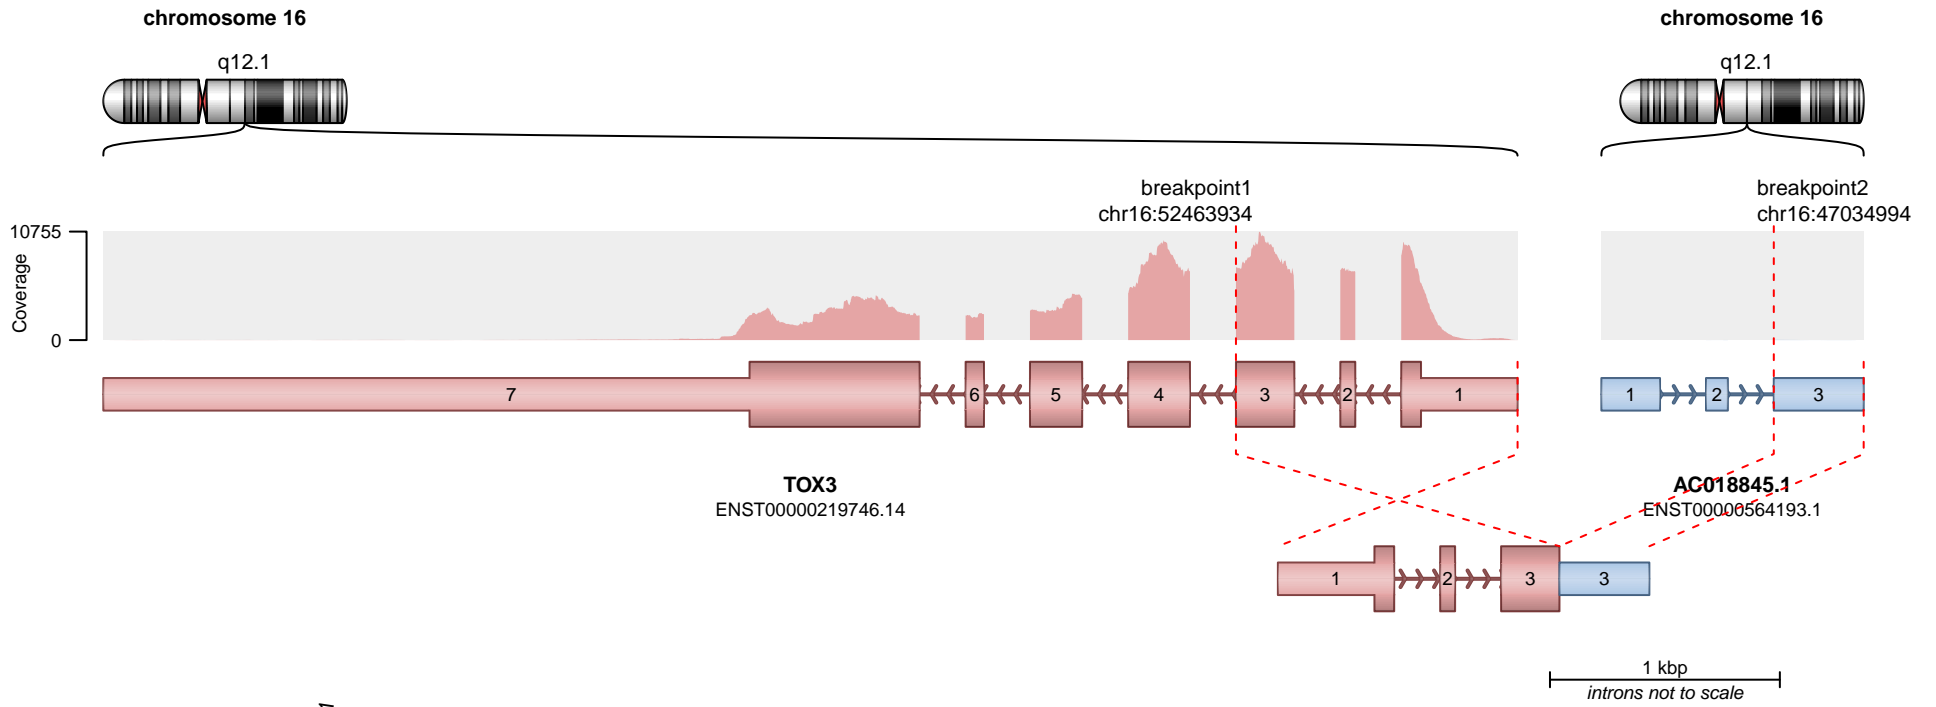 chromosome 16
chromosome 16
q12.1
q12.1
breakpoint1
chr16:52463934
breakpoint2
chr16:47034994
10755
Coverage
0
7
6
5
4
3
2
1
1
2
3
TOX3
ENST00000219746.14
AC018845.1
ENST00000564193.1
1
2
3
3
1 kbp
introns not to scale